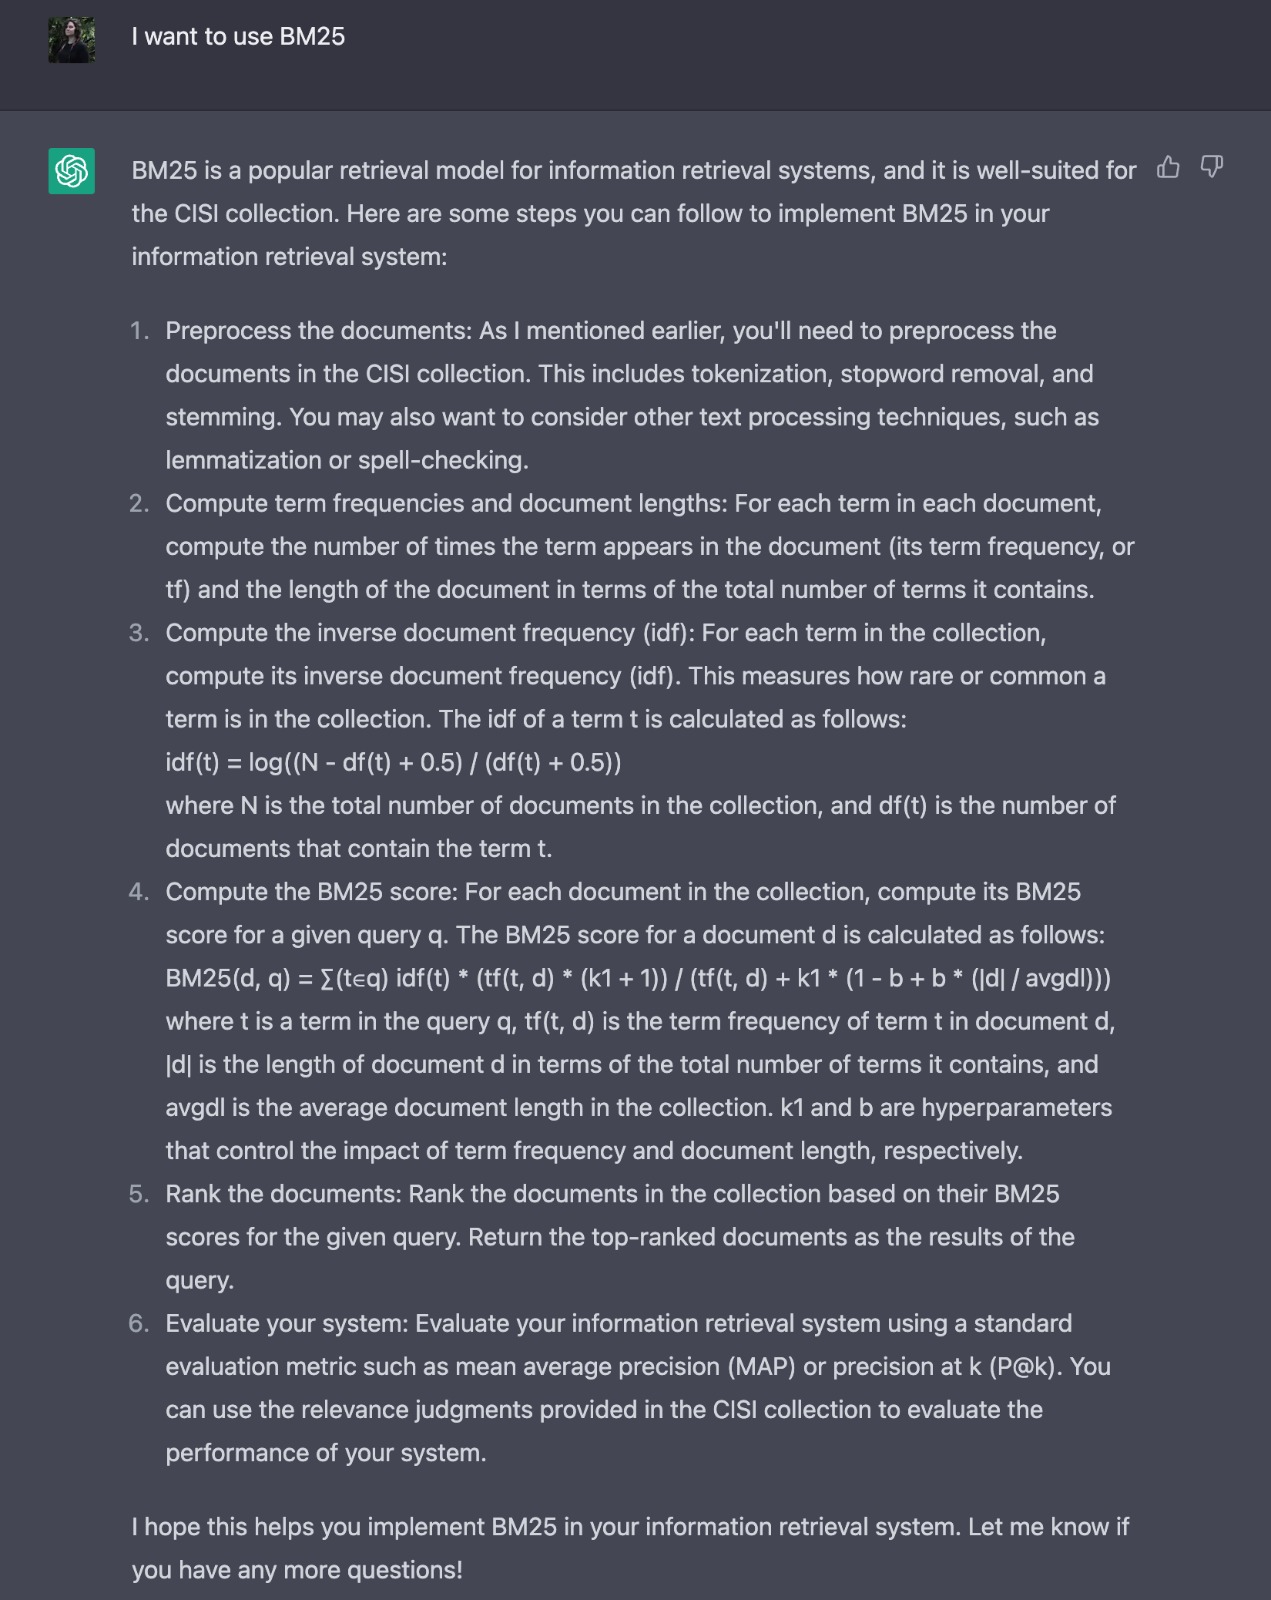 I want to use BM25
BM25 is a popular retrieval model for information retrieval systems, and it is well-suited for
the CISI collection. Here are some steps you can follow to implement BM25 in your
information retrieval system:
1. Preprocess the documents: As I mentioned earlier, you'll need to preprocess the
documents in the CISI collection. This includes tokenization, stopword removal, and
stemming. You may also want to consider other text processing techniques, such as
lemmatization or spell-checking.
2. Compute term frequencies and document lengths: For each term in each document,
compute the number of times the term appears in the document (its term frequency, or
tf) and the length of the document in terms of the total number of terms it contains.
3. Compute the inverse document frequency (idf): For each term in the collection,
compute its inverse document frequency (idf). This measures how rare or common a
term is in the collection. The idf of a term t is calculated as follows:
idf(t) = log((N - df(t) + 0.5) / (df(t) + 0.5))
where N is the total number of documents in the collection, and df(t) is the number of
documents that contain the term t.
4. Compute the BM25 score: For each document in the collection, compute its BM25
score for a given query q. The BM25 score for a document d is calculated as follows:
BM25(d, q) = ∑(t∈q) idf(t) * (tf(t, d) * (k1 + 1)) / (tf(t, d) + k1 * (1 - b + b * (|d| / avgdl)))
where t is a term in the query q, tf(t, d) is the term frequency of term t in document d,
|d| is the length of document d in terms of the total number of terms it contains, and
avgdl is the average document length in the collection. k1 and b are hyperparameters
that control the impact of term frequency and document length, respectively.
5. Rank the documents: Rank the documents in the collection based on their BM25
scores for the given query. Return the top-ranked documents as the results of the
query.
6. Evaluate your system: Evaluate your information retrieval system using a standard
evaluation metric such as mean average precision (MAP) or precision at k (P@k). You
can use the relevance judgments provided in the CISI collection to evaluate the
performance of your system.
I hope this helps you implement BM25 in your information retrieval system. Let me know if
you have any more questions!